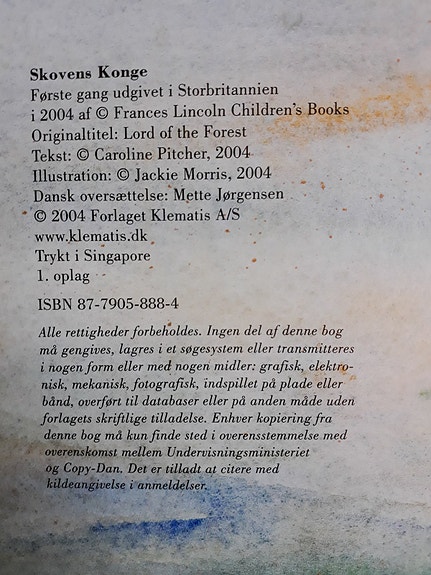 Skovens Konge
Første gang udgivet i Storbritannien
i 2004 af © Frances Lincoln Children's Books
Originaltitel: Lord of the Forest
Tekst: © Caroline Pitcher, 2004
Illustration: © Jackie Morris, 2004
Dansk oversættelse: Mette Jørgensen
© 2004 Forlaget Klematis A/S
www.klematis.dk
Trykt i Singapore
1. oplag
ISBN 87-7905-888-4
Alle rettigheder forbeholdes. Ingen del af denne bog
må gengives, lagres i et søgesystem eller transmitteres
i nogen form eller med nogen midler: grafisk, elektro-
nisk, mekanisk, fotografisk, indspillet på plade eller
bånd, overført til databaser eller på anden måde uden
forlagets skriftlige tilladelse. Enhver kopiering fra
denne bog må kun finde sted i overensstemmelse med
overenskomst mellem Undervisningsministeriet
og Copy-Dan. Det er tilladt at citere med
kildeangivelse i anmeldelser.